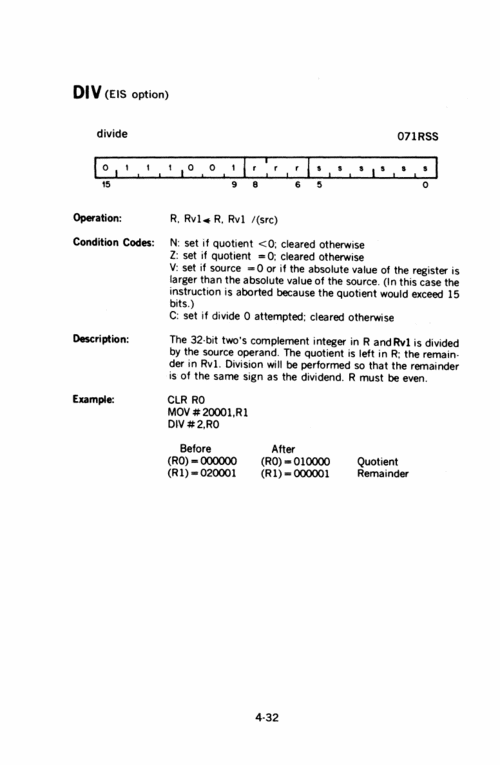 DIV (EIS option)
divide 071RSS
0 1 1 1 1 0 0 1 r r r s s s s s s
15 9 8 6 5 0
Operation: R, Rv1◄ R, Rv1 /(src)
Condition Codes: N: set if quotient <0; cleared otherwise
Z: set if quotient =0; cleared otherwise
V: set if source =0 or if the absolute value of the register is
larger than the absolute value of the source. (In this case the
instruction is aborted because the quotient would exceed 15
bits.)
C: set if divide 0 attempted; cleared otherwise
Description: The 32-bit two's complement integer in R and Rv1 is divided
by the source operand. The quotient is left in R; the remain-
der in Rv1. Division will be performed so that the remainder
is of the same sign as the dividend. R must be even.
Example: CLR R0
MOV #20001,R1
DIV #2,R0
Before After
(R0)=000000 (R0)=010000 Quotient
(R1)=020001 (R1)=000001 Remainder
4-32